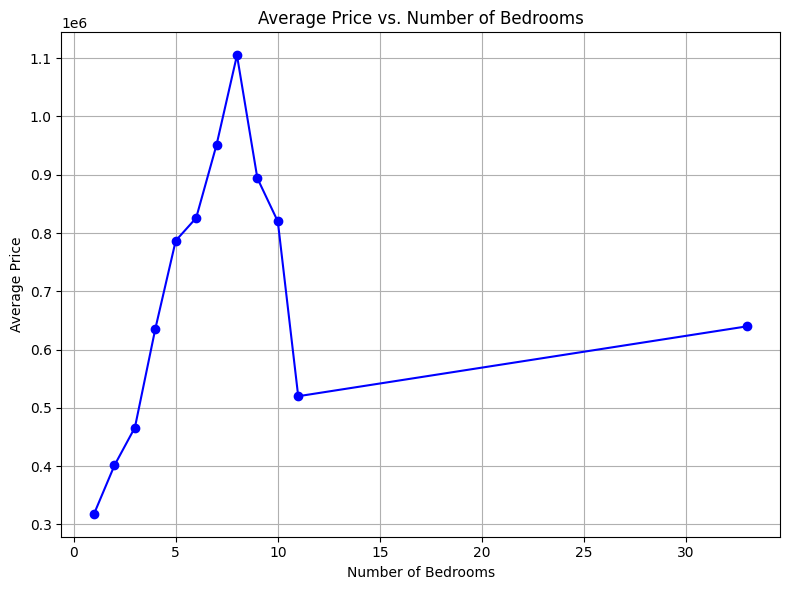 Average Price vs. Number of Bedrooms
1e6
1.1
1.0
0.9
0.8
0.7
0.6
0.5
0.4
0.3
Average Price
0 5 10 15 20 25 30
Number of Bedrooms